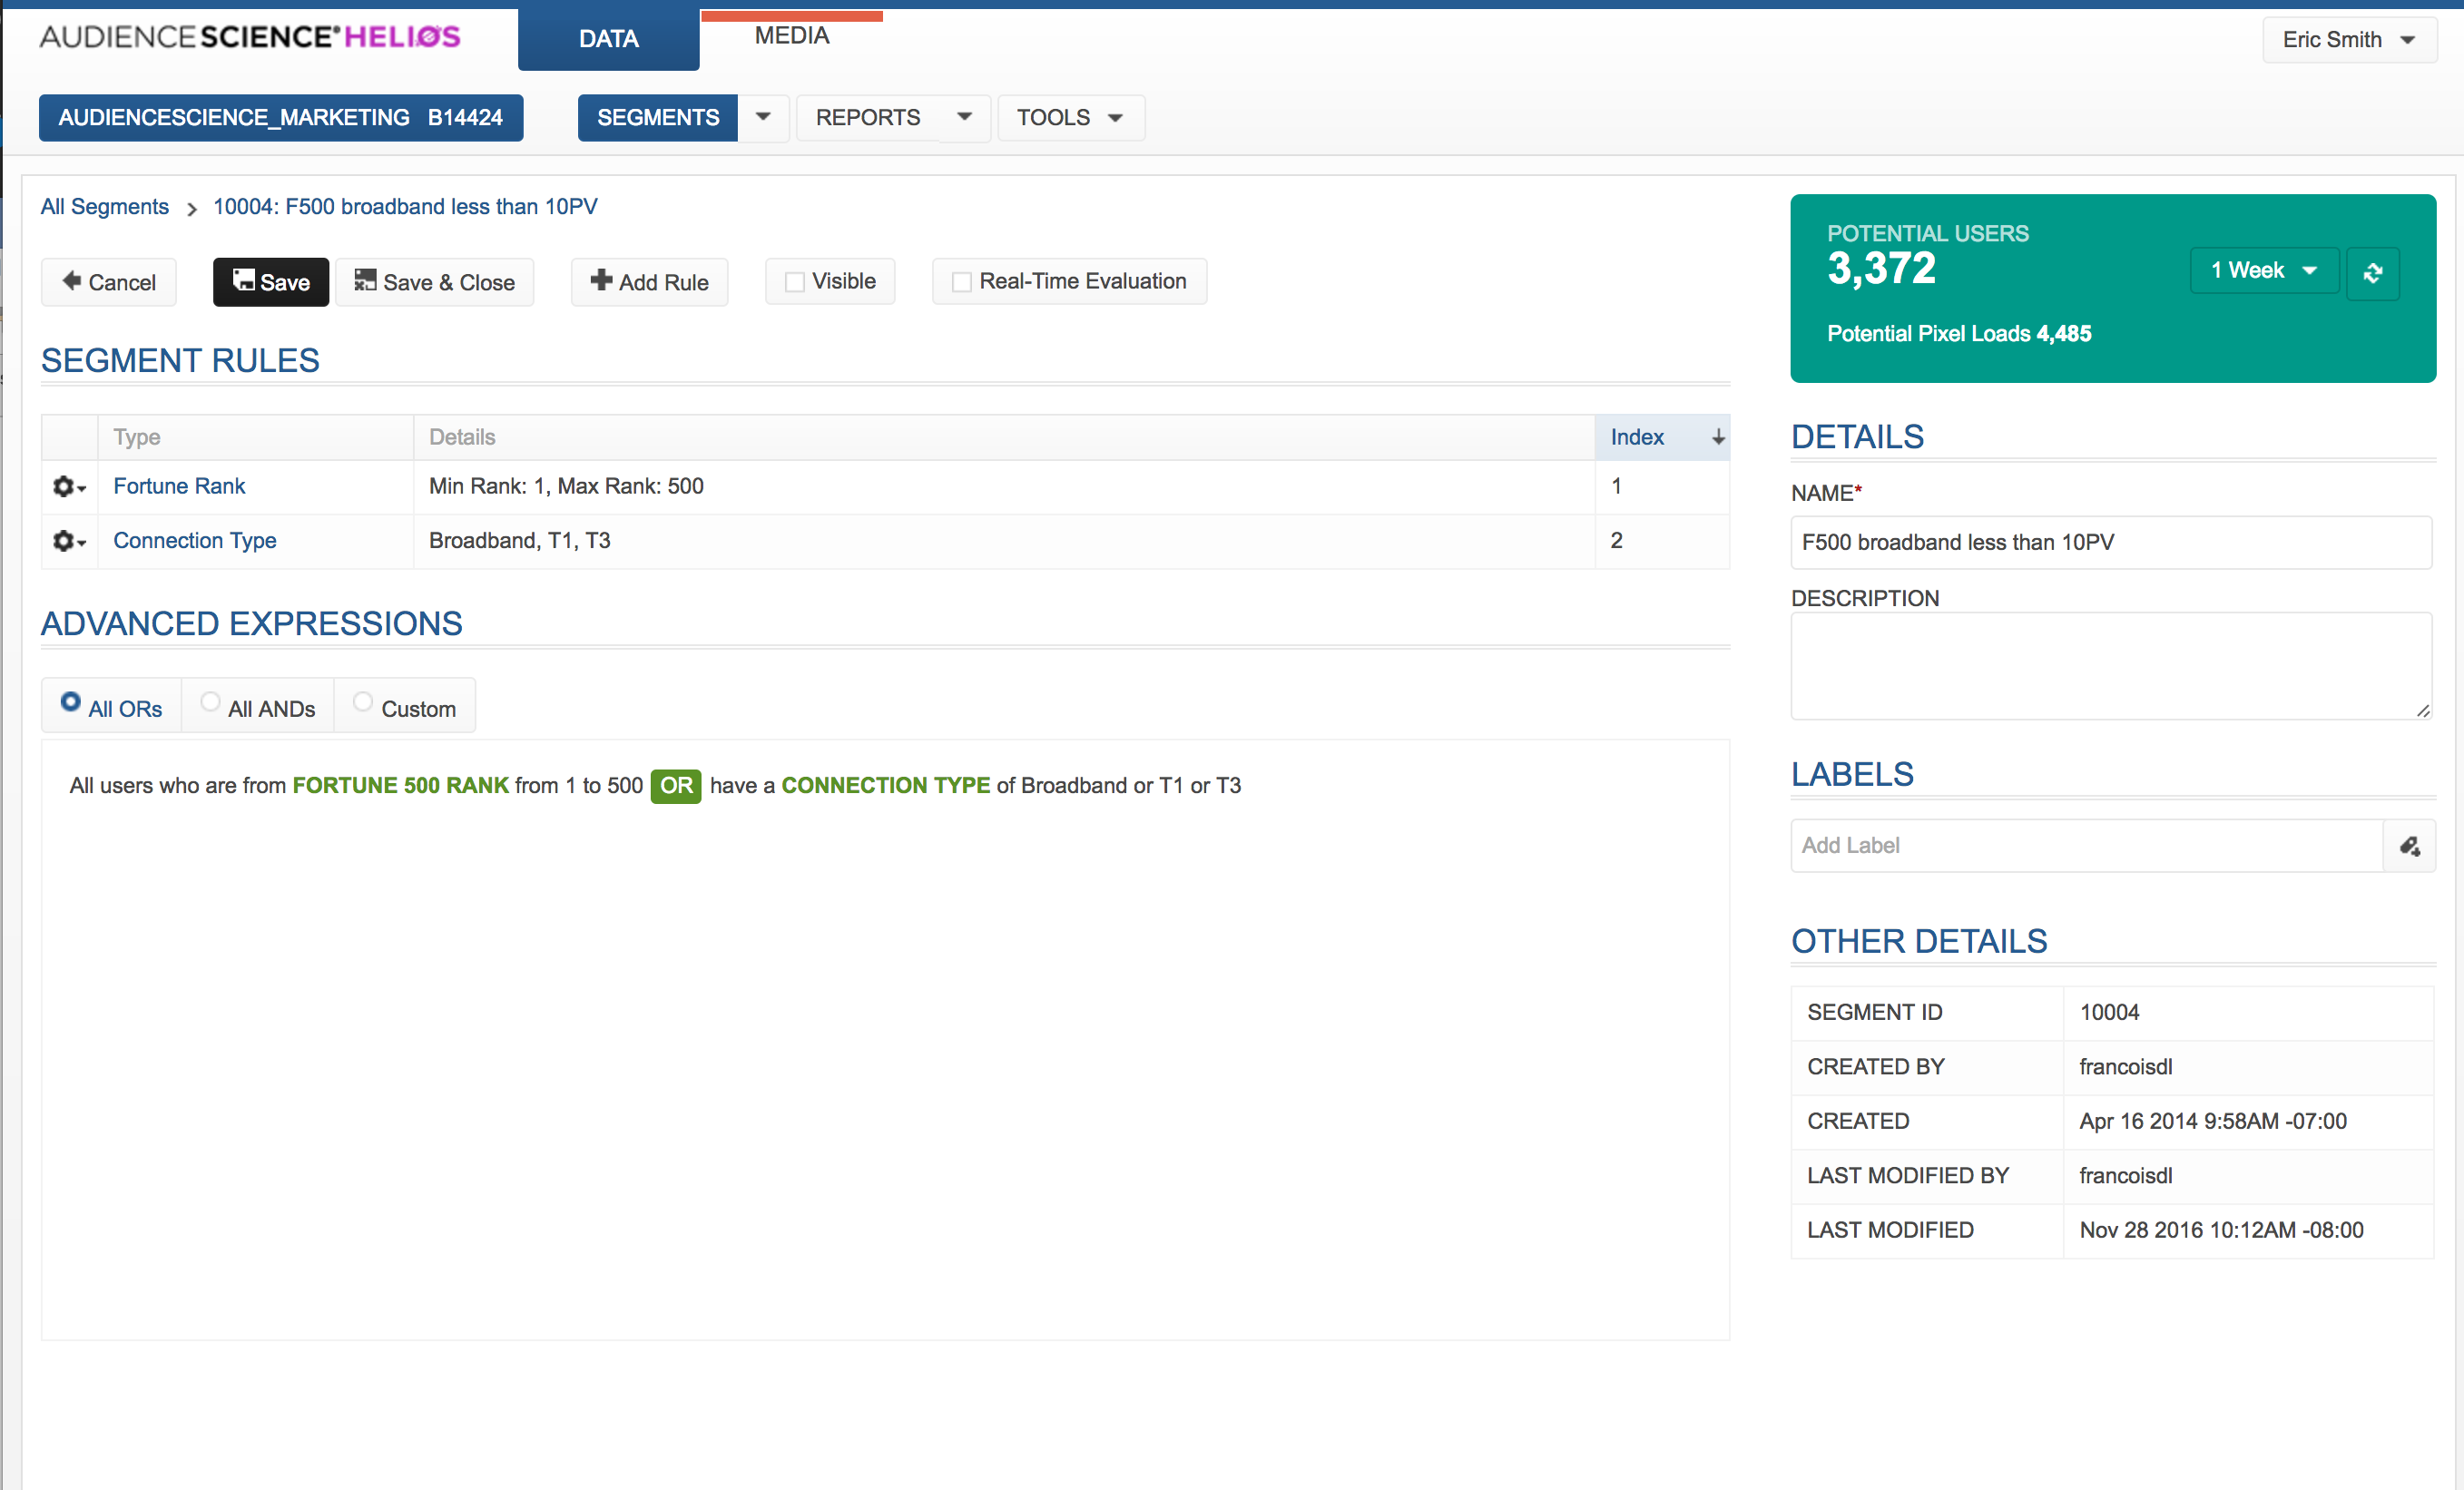 AUDIENCESCIENCE® HELIOS
DATA
MEDIA
Eric Smith
AUDIENCESCIENCE_MARKETING B14424
SEGMENTS
REPORTS
TOOLS
All Segments > 10004: F500 broadband less than 10PV
Cancel
Save
Save & Close
Add Rule
Visible
Real-Time Evaluation
SEGMENT RULES
Type Details Index
Fortune Rank Min Rank: 1, Max Rank: 500 1
Connection Type Broadband, T1, T3 2
ADVANCED EXPRESSIONS
All ORs All ANDs Custom
All users who are from FORTUNE 500 RANK from 1 to 500 OR have a CONNECTION TYPE of Broadband or T1 or T3
POTENTIAL USERS
3,372
1 Week
Potential Pixel Loads 4,485
DETAILS
NAME*
F500 broadband less than 10PV
DESCRIPTION
LABELS
Add Label
OTHER DETAILS
SEGMENT ID 10004
CREATED BY francoisdl
CREATED Apr 16 2014 9:58AM -07:00
LAST MODIFIED BY francoisdl
LAST MODIFIED Nov 28 2016 10:12AM -08:00